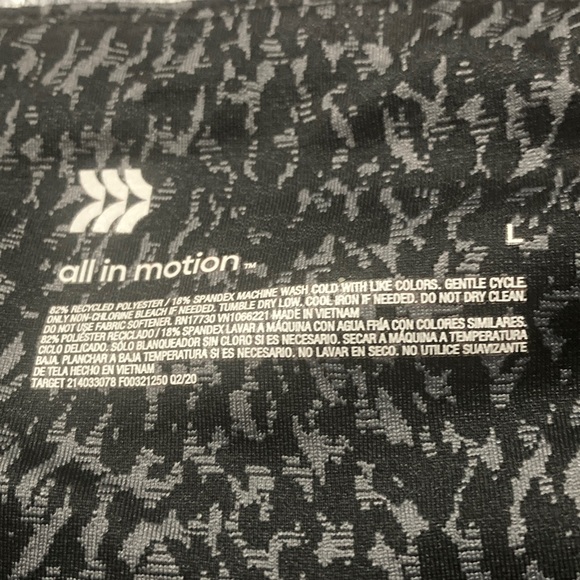 L
all in motion™
82% RECYCLED POLYESTER / 18% SPANDEX MACHINE WASH COLD WITH LIKE COLORS. GENTLE CYCLE.
ONLY NON-CHLORINE BLEACH IF NEEDED. TUMBLE DRY LOW. COOL IRON IF NEEDED. DO NOT DRY CLEAN.
DO NOT USE FABRIC SOFTENER. RN17730 V1066221 MADE IN VIETNAM
82% POLIÉSTER RECICLADO / 18% SPANDEX LAVAR A MÁQUINA CON AGUA FRÍA CON COLORES SIMILARES.
CICLO DELICADO. SÓLO BLANQUEADOR SIN CLORO SI ES NECESARIO. SECAR A MÁQUINA A TEMPERATURA
BAJA. PLANCHAR A BAJA TEMPERATURA SI ES NECESARIO. NO LAVAR EN SECO. NO UTILICE SUAVIZANTE
DE TELA HECHO EN VIETNAM
TARGET 214033078 F00321250 Q2/20